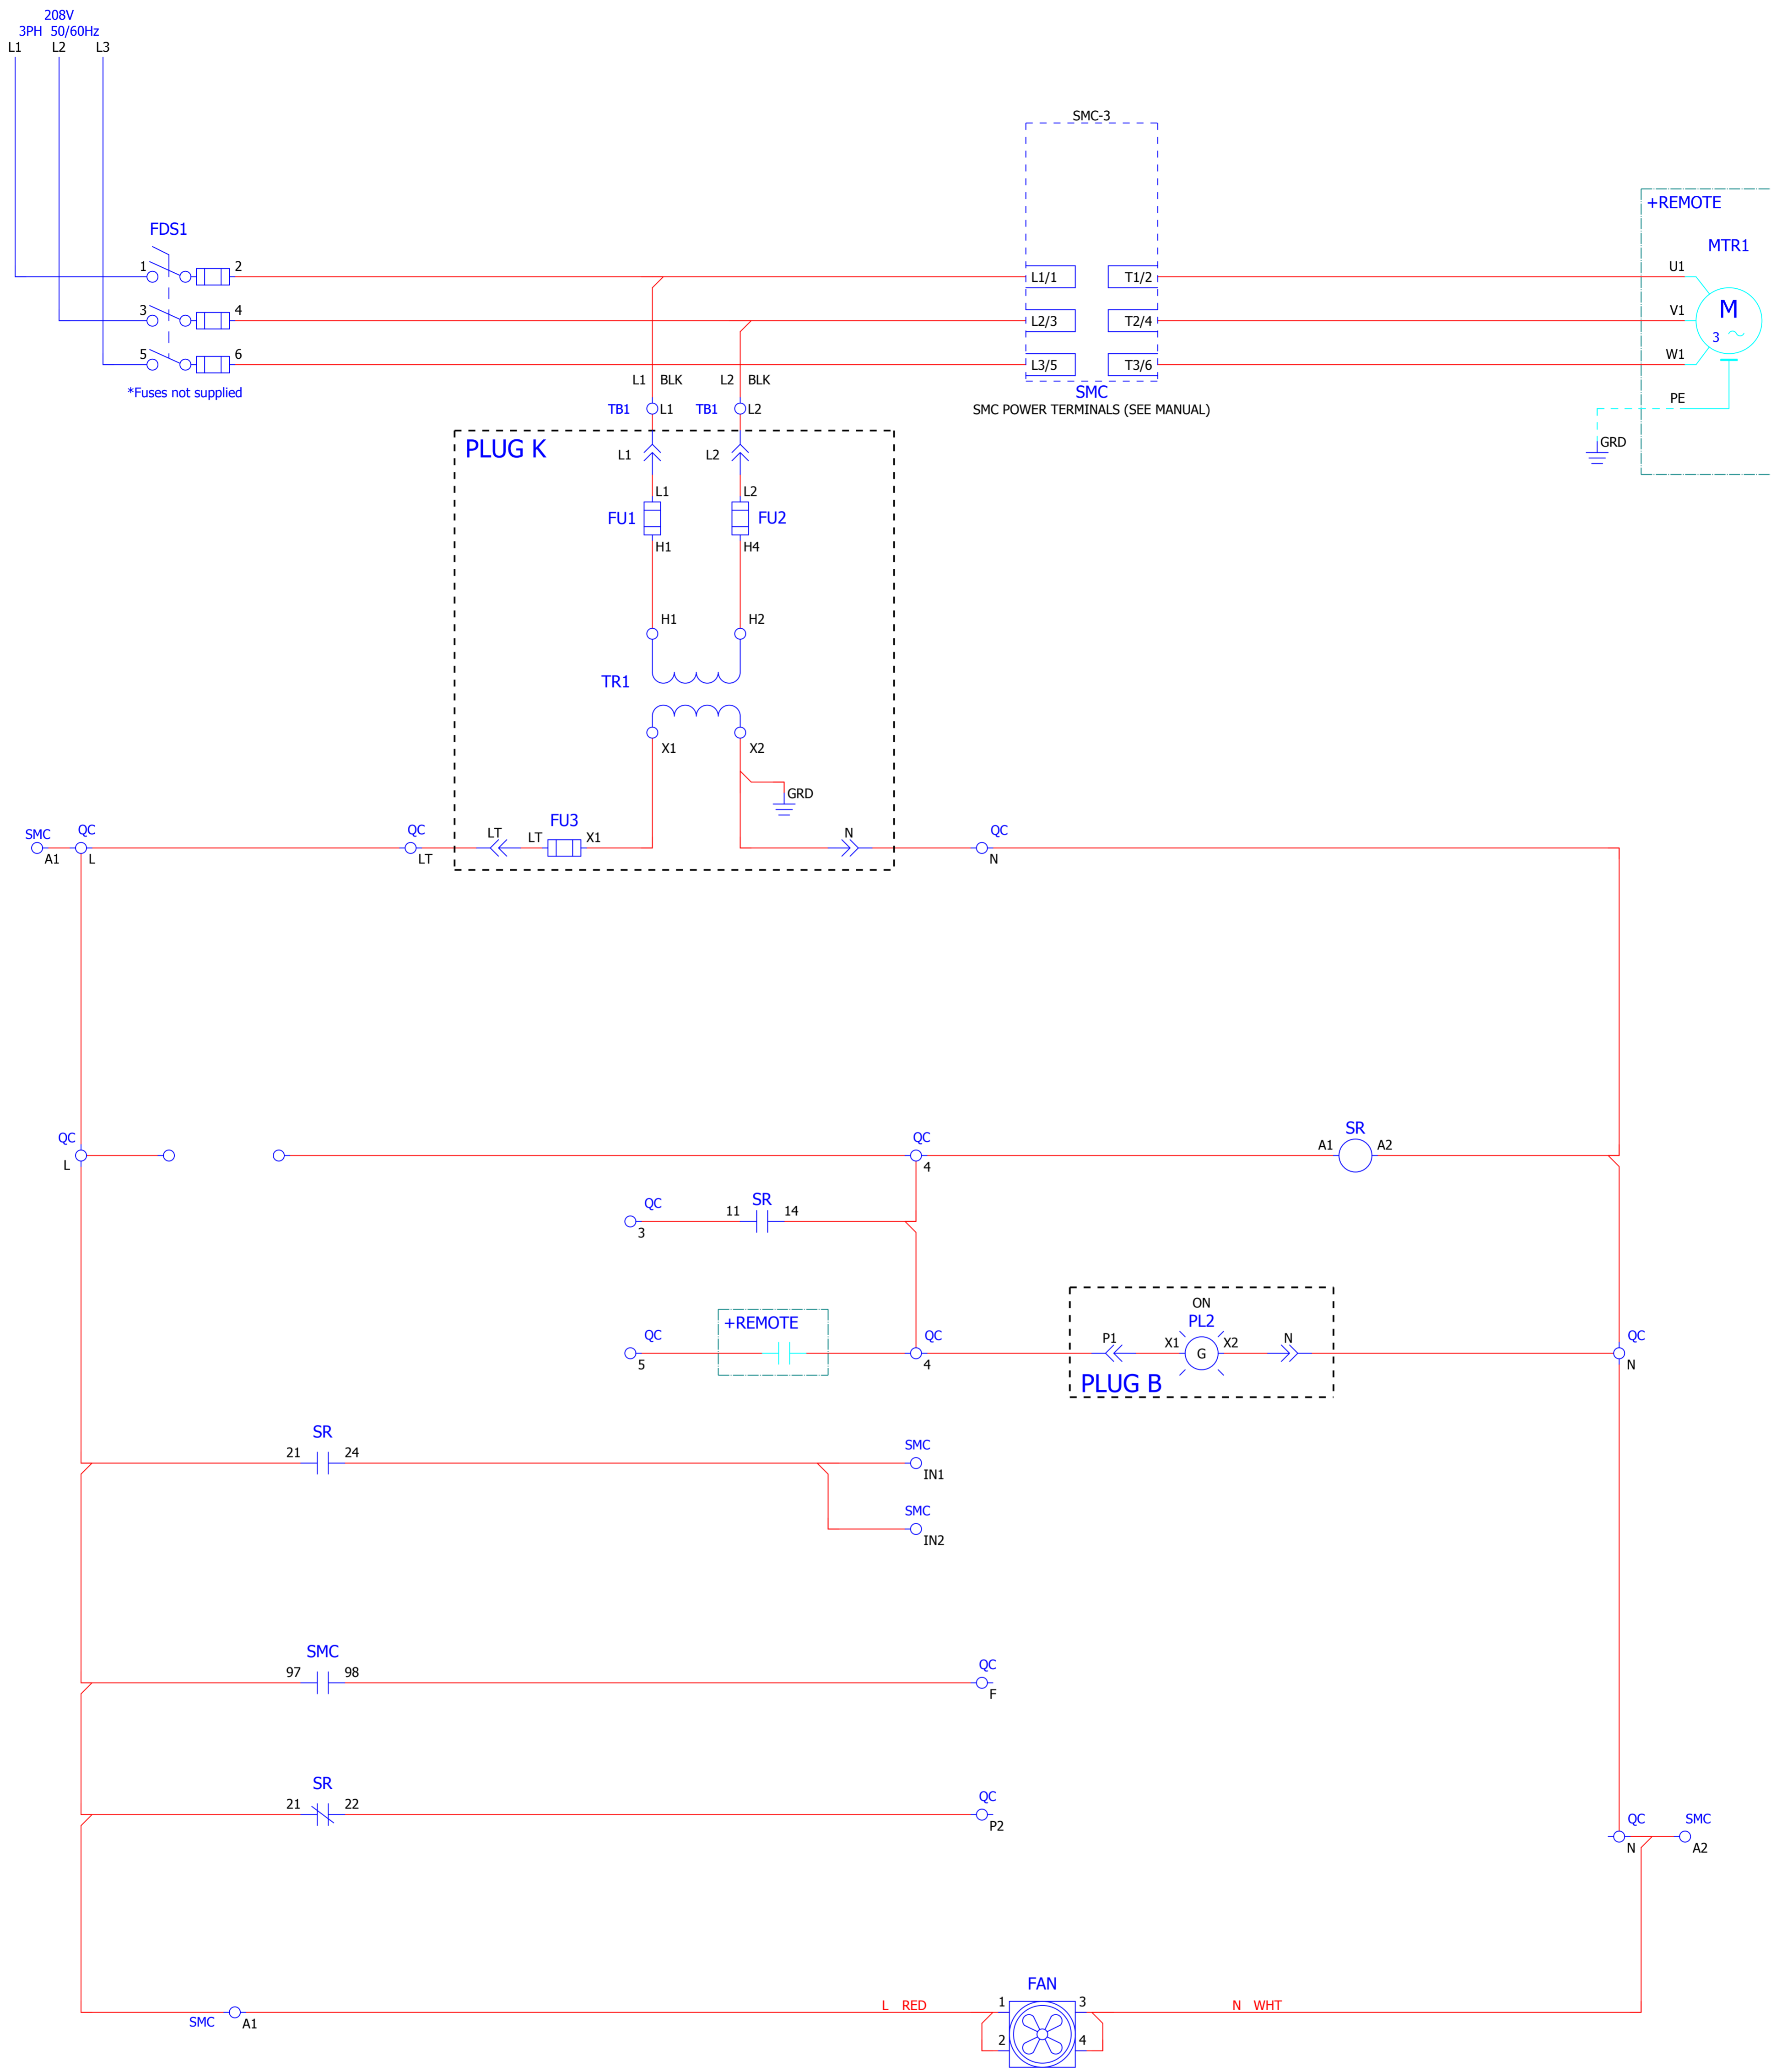 208V
3PH 50/60Hz
L1 L2 L3
SMC-3
+REMOTE
FDS1
MTR1
1 2
L1/1 T1/2
U1
3 4
L2/3 T2/4
V1
M
3
5 6
L3/5 T3/6
W1
*Fuses not supplied
L1 BLK L2 BLK
SMC
PE
TB1 L1 TB1 L2
SMC POWER TERMINALS (SEE MANUAL)
GRD
PLUG K
L1 L2
L1 L2
FU1 FU2
H1 H4
H1 H2
TR1
X1 X2
GRD
SMC QC QC
FU3
LT LT X1 N
QC
A1 L LT N
QC QC SR
A1 A2
L 4
QC SR
11 14
3
ON
+REMOTE
PL2
QC QC
P1 X1 G X2 N
QC
5 4 N
PLUG B
SR
21 24
SMC
IN1
SMC
IN2
SMC
97 98
QC
F
SR
21 22
QC
P2
QC SMC
N A2
FAN
L RED
1 3
N WHT
SMC A1
2 4